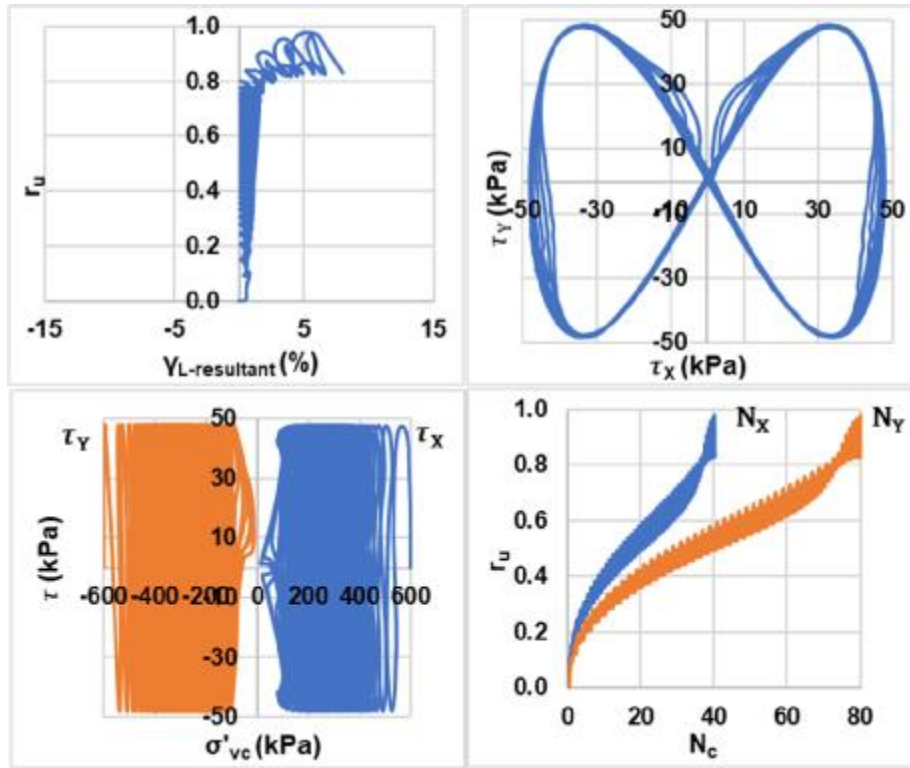 1.0
0.8
0.6
0.4
0.2
0.0
r_u
-15 -5 5 15
γ_L-resultant (%)
50
30
10
-10
-30
-50
τ_Y (kPa)
-50 -30 -10 10 30 50
τ_X (kPa)
50
30
10
-10
-30
-50
τ_Y
τ_X
τ (kPa)
-600 -400 -200 0 200 400 600
σ'_vc (kPa)
1.0
0.8
0.6
0.4
0.2
0.0
N_X
N_Y
r_u
0 20 40 60 80
N_c